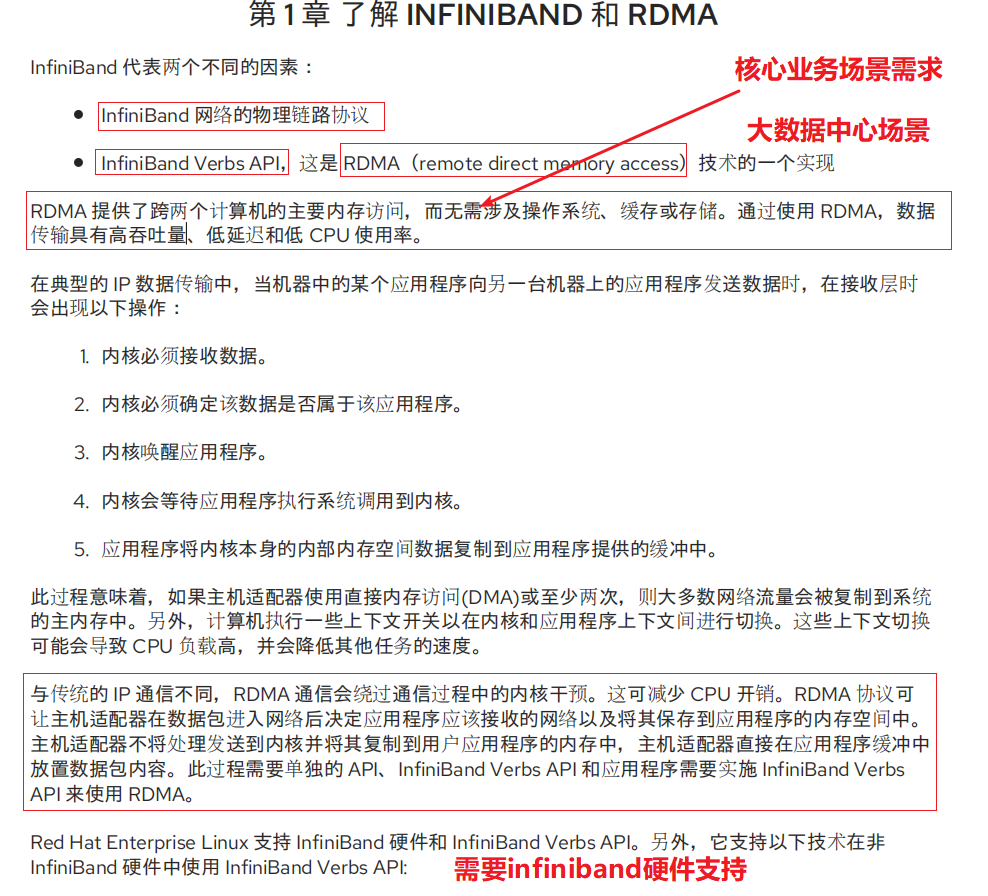 第 1 章 了解 INFINIBAND 和 RDMA
InfiniBand 代表两个不同的因素：
核心业务场景需求
● InfiniBand 网络的物理链路协议
大数据中心场景
● InfiniBand Verbs API，这是 RDMA（remote direct memory access）技术的一个实现
RDMA 提供了跨两个计算机的主要内存访问，而无需涉及操作系统、缓存或存储。通过使用 RDMA，数据
传输具有高吞吐量、低延迟和低 CPU 使用率。
在典型的 IP 数据传输中，当机器中的某个应用程序向另一台机器上的应用程序发送数据时，在接收层时
会出现以下操作：
1. 内核必须接收数据。
2. 内核必须确定该数据是否属于该应用程序。
3. 内核唤醒应用程序。
4. 内核会等待应用程序执行系统调用到内核。
5. 应用程序将内核本身的内部内存空间数据复制到应用程序提供的缓冲中。
此过程意味着，如果主机适配器使用直接内存访问(DMA)或至少两次，则大多数网络流量会被复制到系统
的主内存中。另外，计算机执行一些上下文开关以在内核和应用程序上下文间进行切换。这些上下文切换
可能会导致 CPU 负载高，并会降低其他任务的速度。
与传统的 IP 通信不同，RDMA 通信会绕过通信过程中的内核干预。这可减少 CPU 开销。RDMA 协议可
让主机适配器在数据包进入网络后决定应用程序应该接收的网络以及将其保存到应用程序的内存空间中。
主机适配器不将处理发送到内核并将其复制到用户应用程序的内存中，主机适配器直接在应用程序缓冲中
放置数据包内容。此过程需要单独的 API、InfiniBand Verbs API 和应用程序需要实施 InfiniBand Verbs
API 来使用 RDMA。
Red Hat Enterprise Linux 支持 InfiniBand 硬件和 InfiniBand Verbs API。另外，它支持以下技术在非
InfiniBand 硬件中使用 InfiniBand Verbs API:
需要infiniband硬件支持